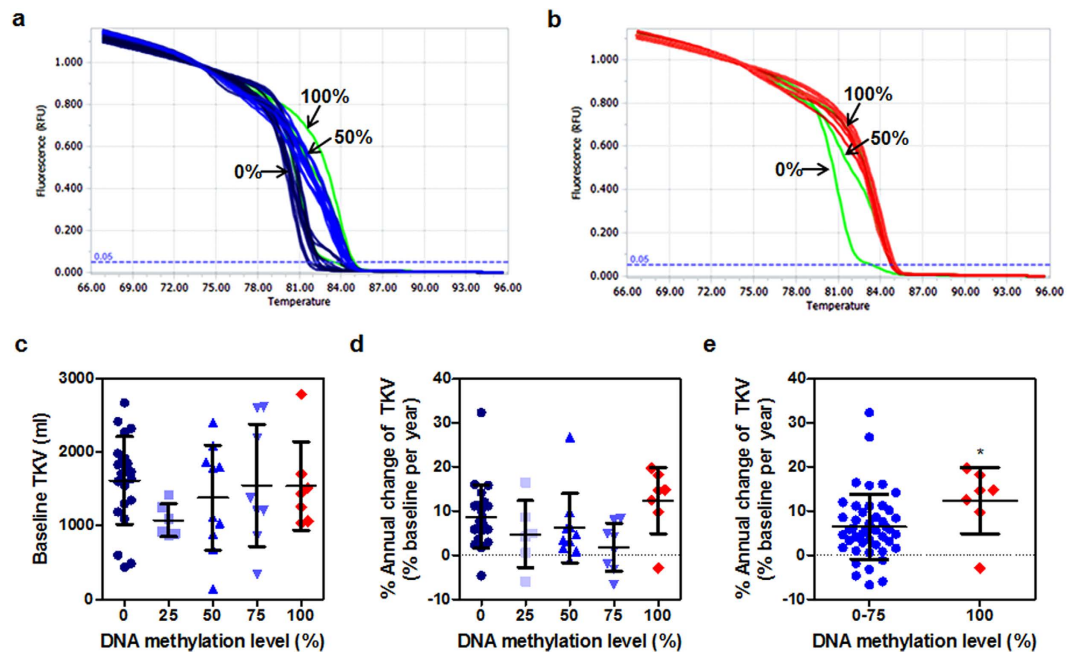 a
1.000
0.800
0.600
0.400
0.200
0.000
Fluorescence (RFU)
100%
50%
0%
0.05
66.00 69.00 72.00 75.00 78.00 81.00 84.00 87.00 90.00 93.00 96.00
Temperature
b
1.000
0.800
0.600
0.400
0.200
0.000
Fluorescence (RFU)
100%
50%
0%
0.05
66.00 69.00 72.00 75.00 78.00 81.00 84.00 87.00 90.00 93.00 96.00
Temperature
c
3000
2000
1000
0
Baseline TKV (ml)
0 25 50 75 100
DNA methylation level (%)
d
40
30
20
10
0
-10
% Annual change of TKV
(% baseline per year)
0 25 50 75 100
DNA methylation level (%)
e
40
30
20
10
0
-10
% Annual change of TKV
(% baseline per year)
*
0-75 100
DNA methylation level (%)